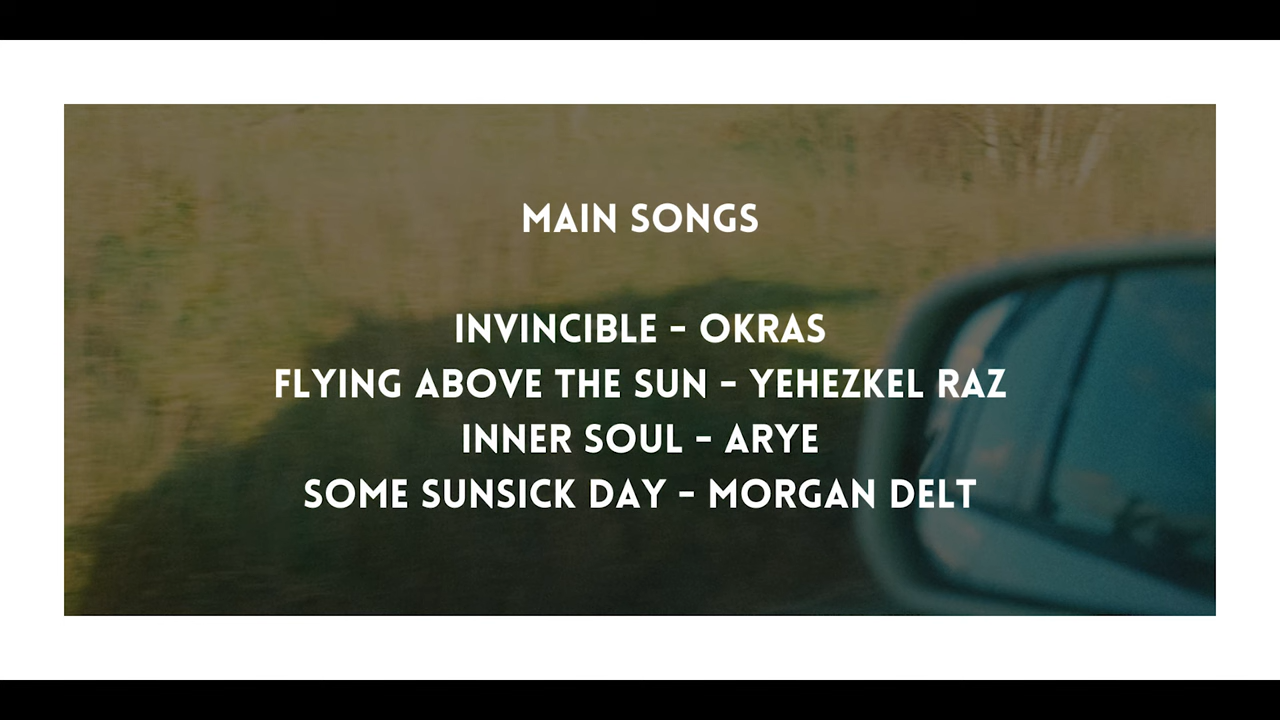 MAIN SONGS
INVINCIBLE - OKRAS
FLYING ABOVE THE SUN - YEHEZKEL RAZ
INNER SOUL - ARYE
SOME SUNSICK DAY - MORGAN DELT